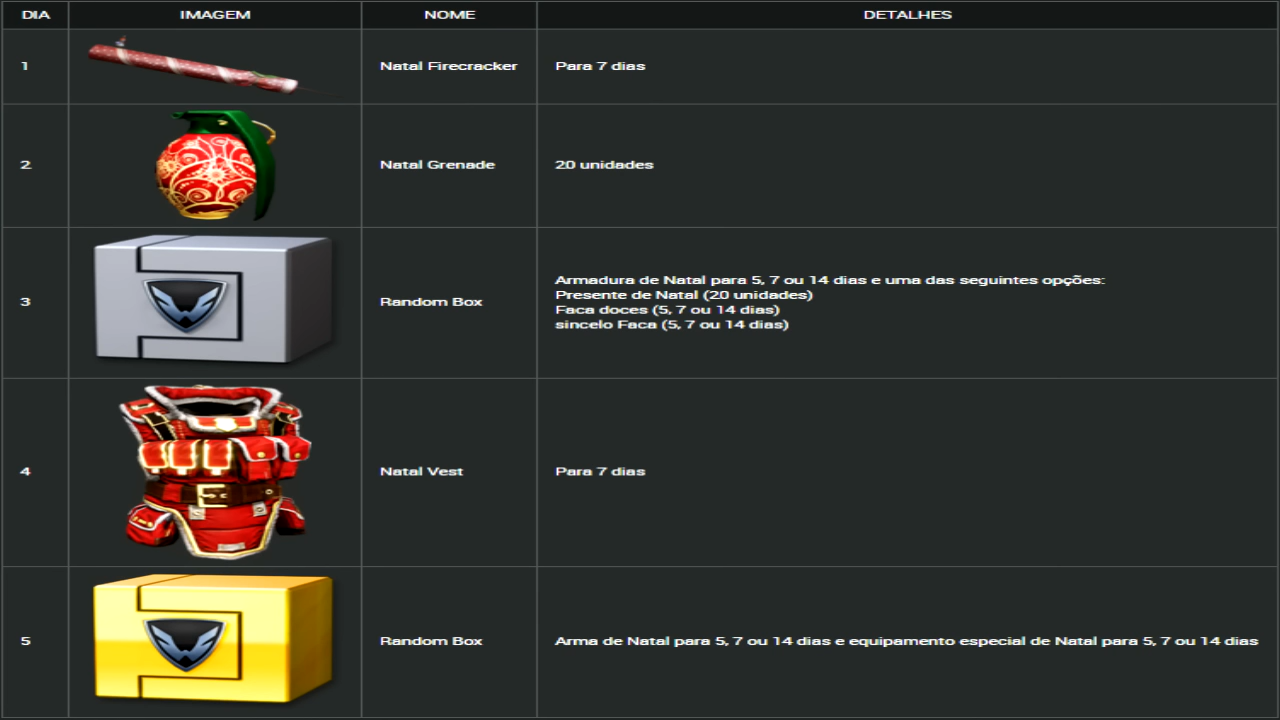 DIA IMAGEM NOME DETALHES
1 Natal Firecracker Para 7 dias
2 Natal Grenade 20 unidades
3 Random Box Armadura de Natal para 5, 7 ou 14 dias e uma das seguintes opções:
Presente de Natal (20 unidades)
Faca doces (5, 7 ou 14 dias)
sincelo Faca (5, 7 ou 14 dias)
4 Natal Vest Para 7 dias
5 Random Box Arma de Natal para 5, 7 ou 14 dias e equipamento especial de Natal para 5, 7 ou 14 dias